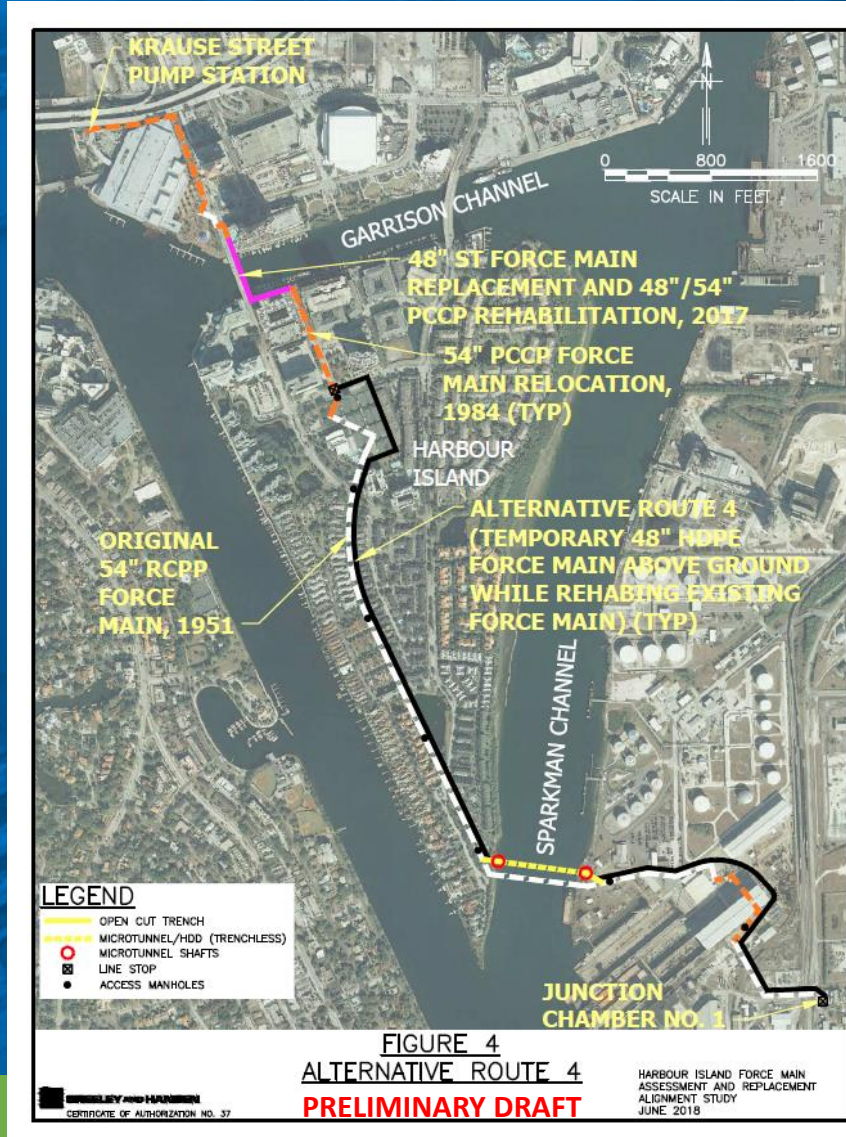 KRAUSE STREET
PUMP STATION
N
0 800 1600
SCALE IN FEET
GARRISON CHANNEL
48" ST FORCE MAIN
REPLACEMENT AND 48"/54"
PCCP REHABILITATION, 2017
54" PCCP FORCE
MAIN RELOCATION,
1984 (TYP)
HARBOUR
ISLAND
ALTERNATIVE ROUTE 4
(TEMPORARY 48" HDPE
FORCE MAIN ABOVE GROUND
WHILE REHABING EXISTING
FORCE MAIN) (TYP)
ORIGINAL
54" RCPP
FORCE
MAIN, 1951
SPARKMAN CHANNEL
LEGEND
OPEN CUT TRENCH
MICROTUNNEL/HDD (TRENCHLESS)
MICROTUNNEL SHAFTS
LINE STOP
ACCESS MANHOLES
JUNCTION
CHAMBER NO. 1
FIGURE 4
ALTERNATIVE ROUTE 4
PRELIMINARY DRAFT
GREELEY AND HANSEN
CERTIFICATE OF AUTHORIZATION NO. 37
HARBOUR ISLAND FORCE MAIN
ASSESSMENT AND REPLACEMENT
ALIGNMENT STUDY
JUNE 2018